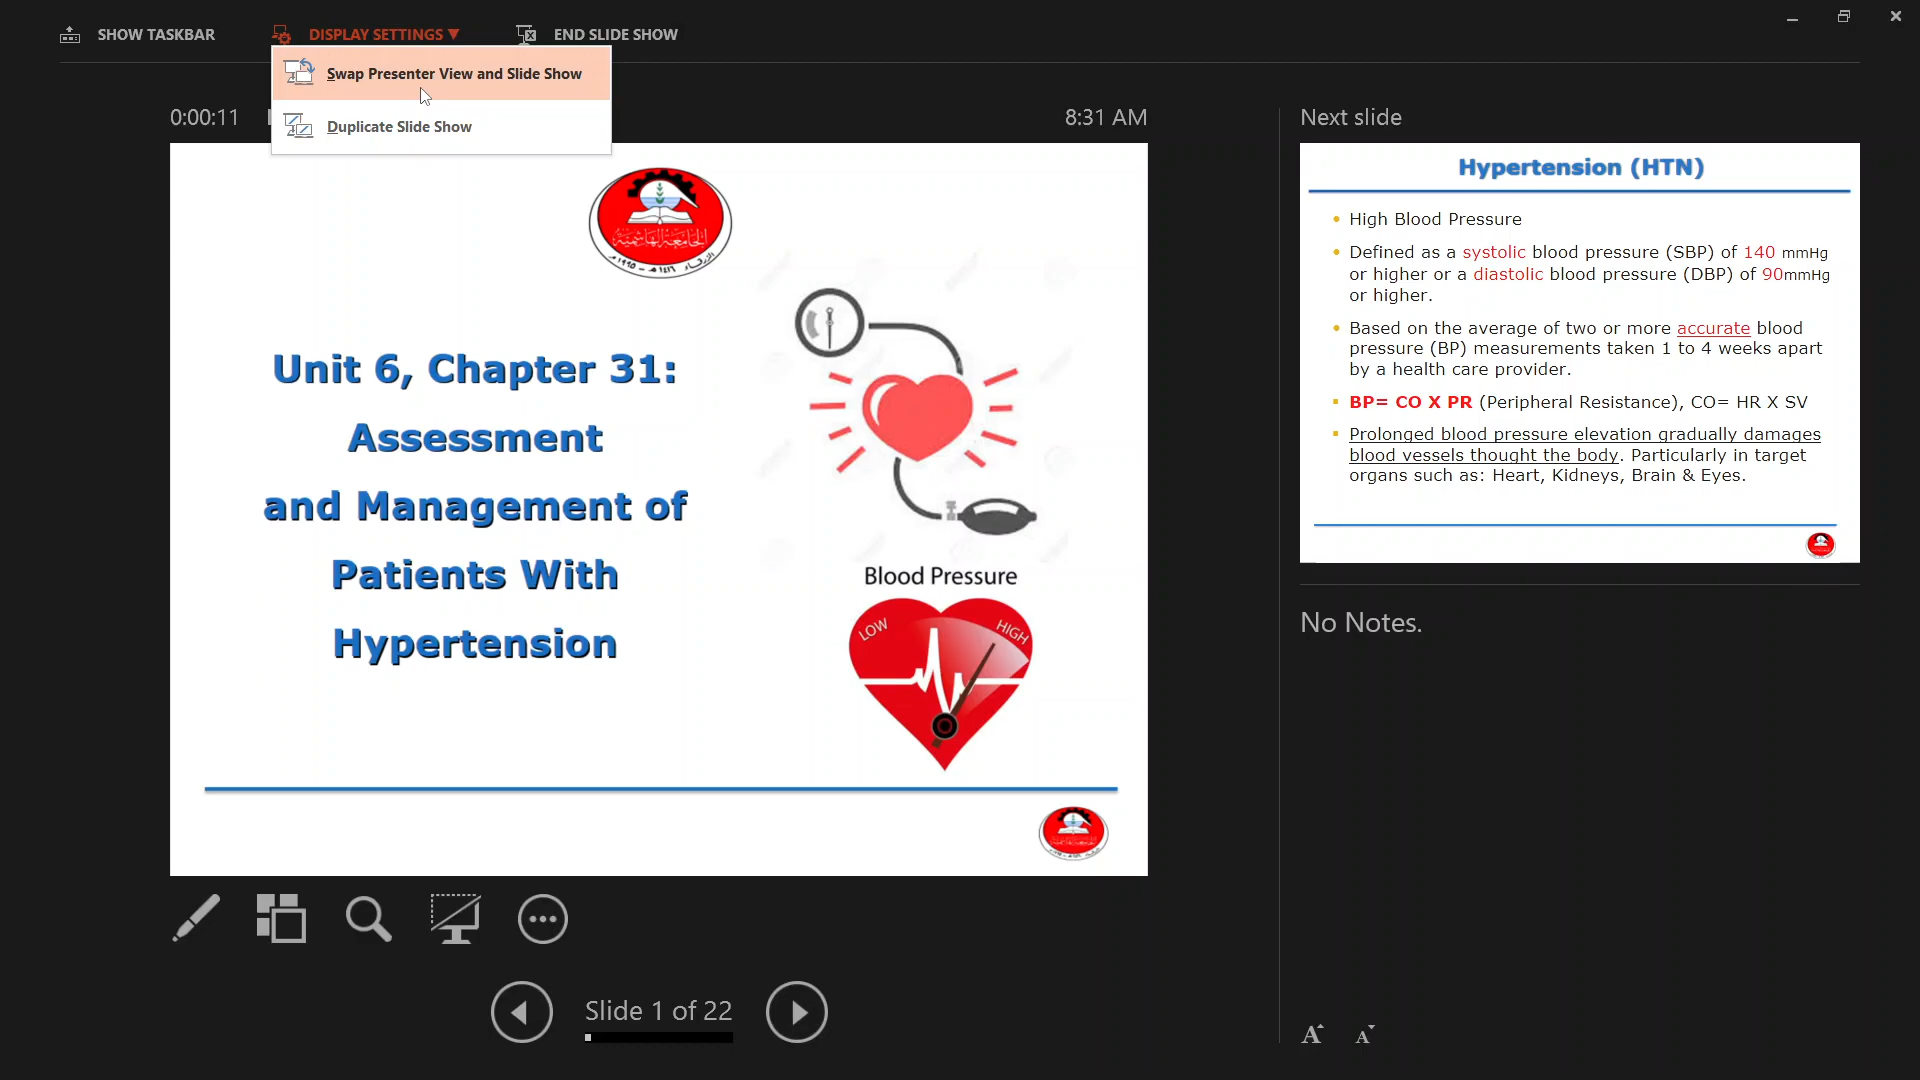 SHOW TASKBAR
DISPLAY SETTINGS ▼
END SLIDE SHOW
Swap Presenter View and Slide Show
Duplicate Slide Show
0:00:11
8:31 AM
Next slide
الجامعة الهاشمية
Unit 6, Chapter 31:
Assessment
and Management of
Patients With
Hypertension
Blood Pressure
LOW
HIGH
Hypertension (HTN)
• High Blood Pressure
• Defined as a systolic blood pressure (SBP) of 140 mmHg
or higher or a diastolic blood pressure (DBP) of 90mmHg
or higher.
• Based on the average of two or more accurate blood
pressure (BP) measurements taken 1 to 4 weeks apart
by a health care provider.
▪ BP= CO X PR (Peripheral Resistance), CO= HR X SV
▪ Prolonged blood pressure elevation gradually damages
blood vessels thought the body. Particularly in target
organs such as: Heart, Kidneys, Brain & Eyes.
No Notes.
Slide 1 of 22
A
A